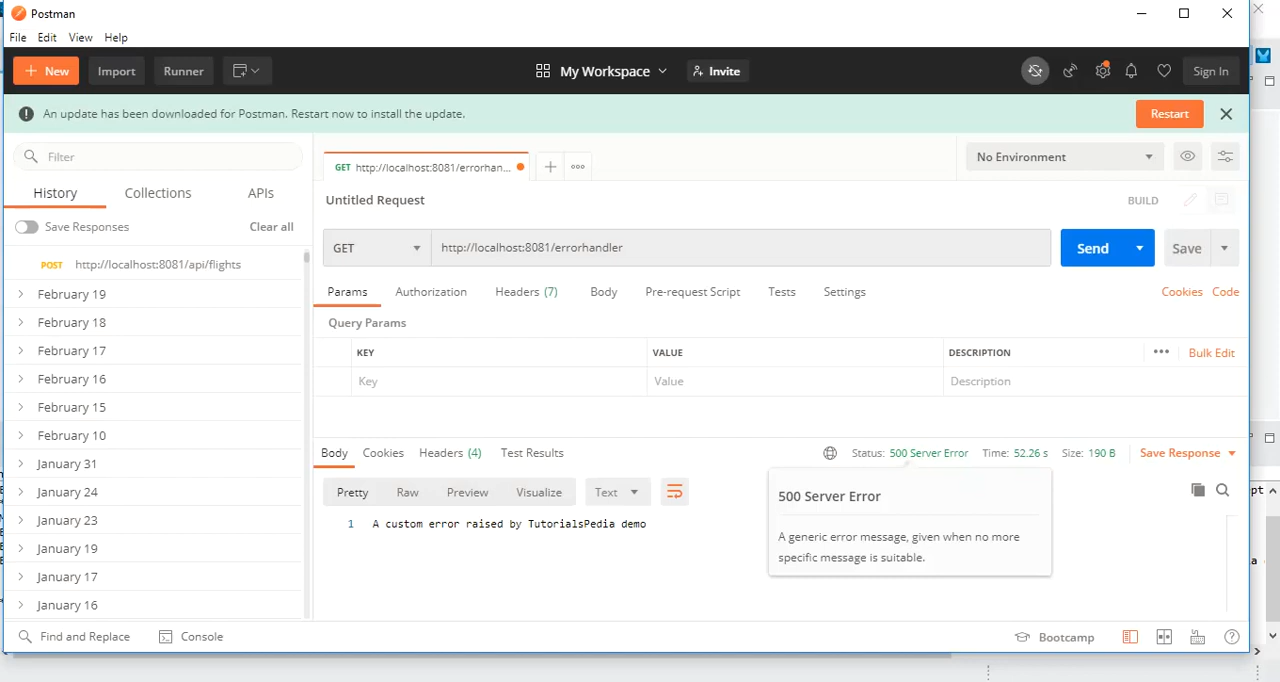 Postman
File Edit View Help
New Import Runner My Workspace Invite Sign In
An update has been downloaded for Postman. Restart now to install the update. Restart
Filter
History Collections APIs
Save Responses Clear all
POST http://localhost:8081/api/flights
February 19
February 18
February 17
February 16
February 15
February 10
January 31
January 24
January 23
January 19
January 17
January 16
GET http://localhost:8081/errorhan...
No Environment
Untitled Request BUILD
GET http://localhost:8081/errorhandler Send Save
Params Authorization Headers (7) Body Pre-request Script Tests Settings Cookies Code
Query Params
KEY VALUE DESCRIPTION Bulk Edit
Key Value Description
Body Cookies Headers (4) Test Results Status: 500 Server Error Time: 52.26 s Size: 190 B Save Response
Pretty Raw Preview Visualize Text
1 A custom error raised by TutorialsPedia demo
500 Server Error
A generic error message, given when no more
specific message is suitable.
Find and Replace Console Bootcamp